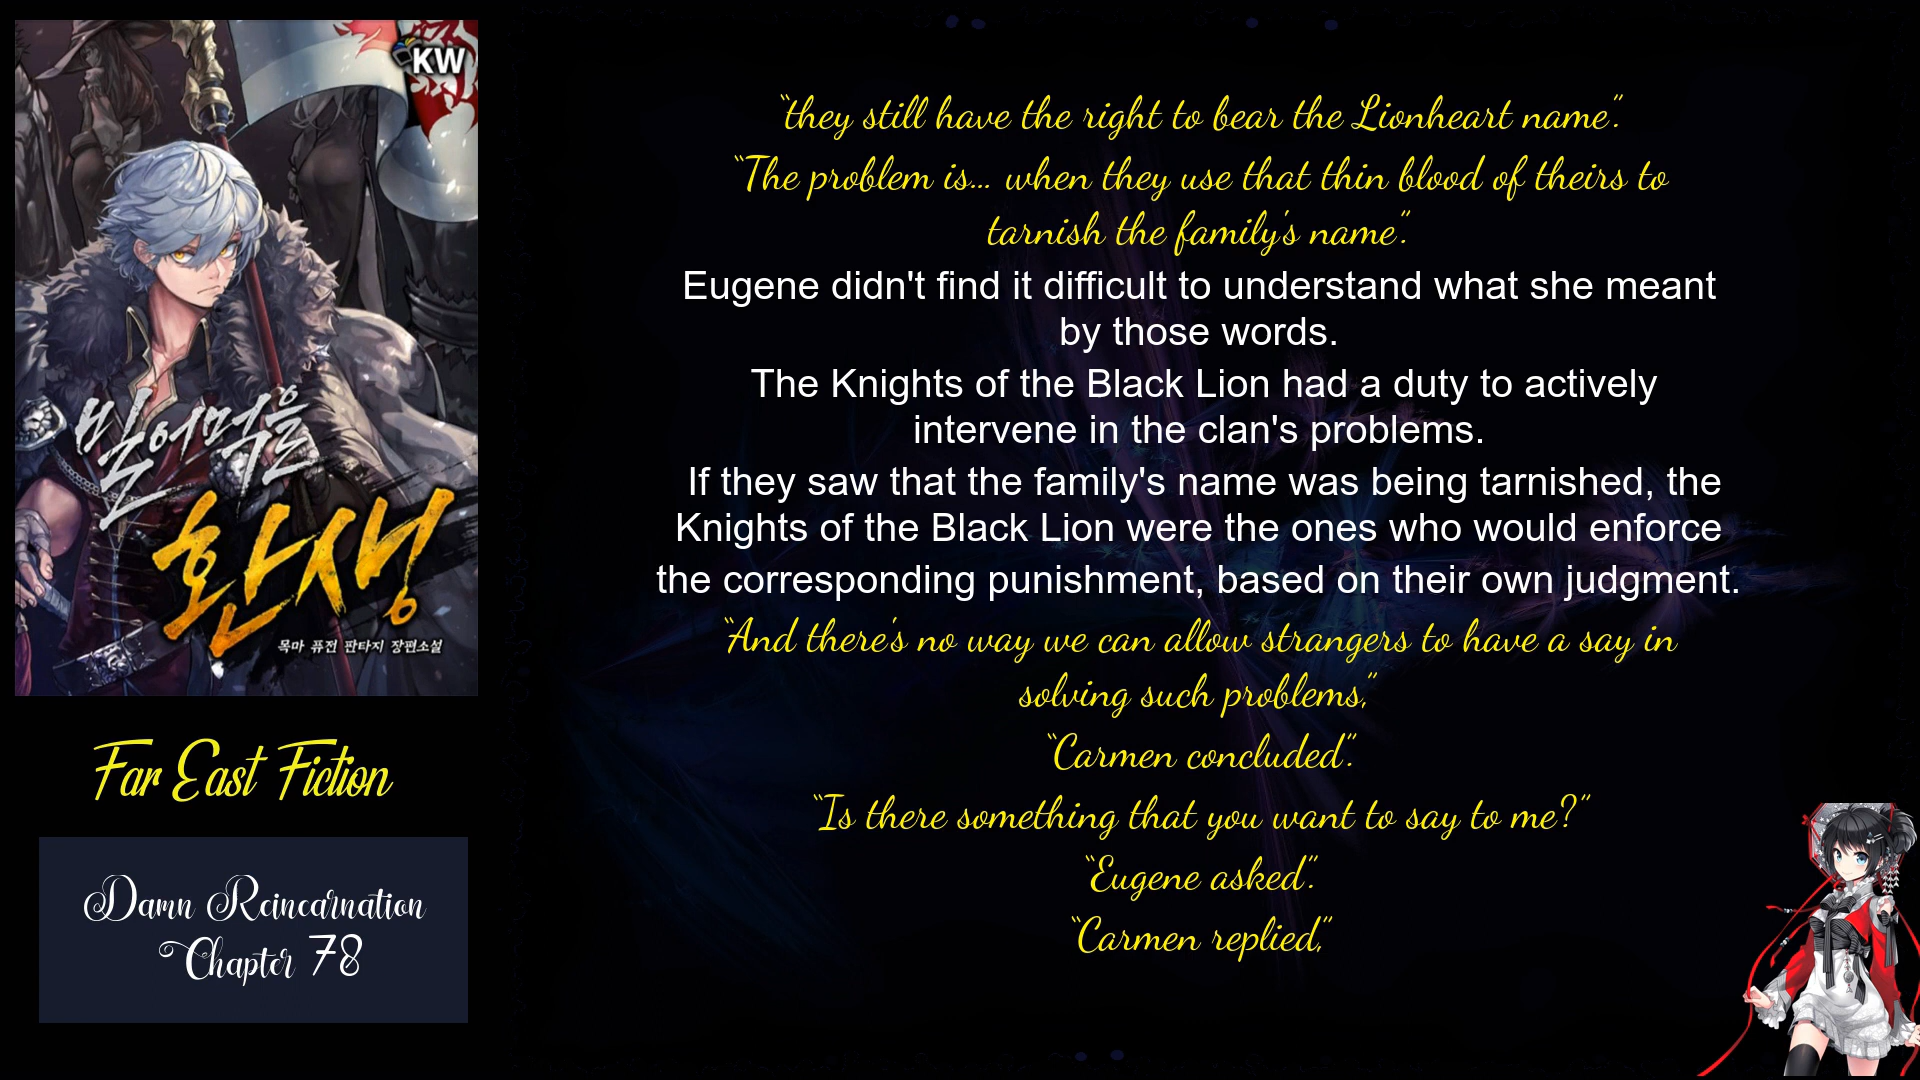 KW
빌어먹을
환생
목마 퓨전 판타지 장편소설
Far East Fiction
Damn Reincarnation
Chapter 78
“they still have the right to bear the Lionheart name”.
“The problem is… when they use that thin blood of theirs to
tarnish the family's name”.
Eugene didn't find it difficult to understand what she meant
by those words.
The Knights of the Black Lion had a duty to actively
intervene in the clan's problems.
If they saw that the family's name was being tarnished, the
Knights of the Black Lion were the ones who would enforce
the corresponding punishment, based on their own judgment.
“And there's no way we can allow strangers to have a say in
solving such problems,”
“Carmen concluded”.
“Is there something that you want to say to me?”
“Eugene asked”.
“Carmen replied,”